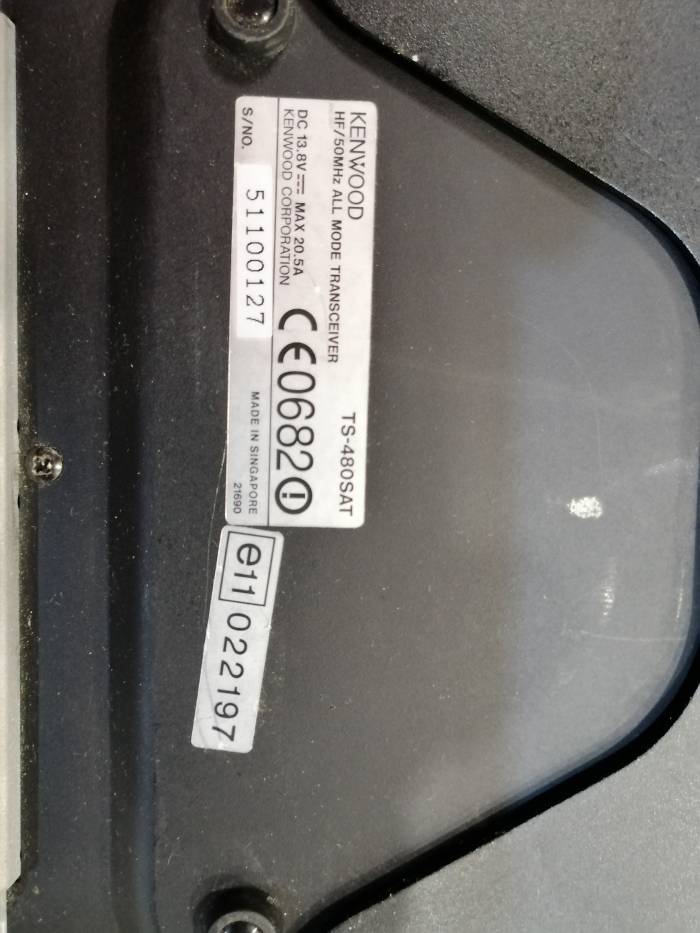 KENWOOD
HF/50MHz ALL MODE TRANSCEIVER
TS-480SAT
DC 13.8V⎓ MAX 20.5A
KENWOOD CORPORATION
CE0682
S/NO. 51100127
MADE IN SINGAPORE
21690
e11 022197